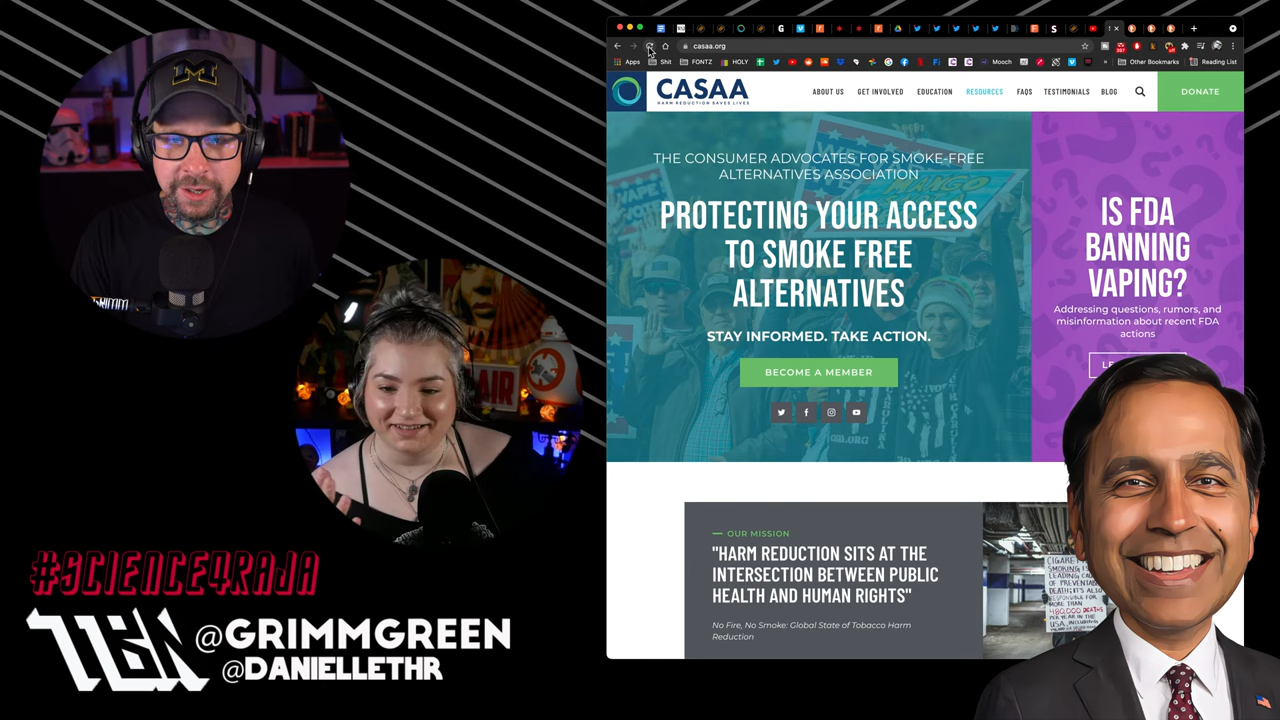 casaa.org
Apps
Shit
FONTZ
HOLY
Mooch
Other Bookmarks
Reading List
CASAA
HARM REDUCTION SAVES LIVES
ABOUT US
GET INVOLVED
EDUCATION
RESOURCES
FAQS
TESTIMONIALS
BLOG
DONATE
THE CONSUMER ADVOCATES FOR SMOKE-FREE
ALTERNATIVES ASSOCIATION
PROTECTING YOUR ACCESS
TO SMOKE FREE
ALTERNATIVES
STAY INFORMED. TAKE ACTION.
BECOME A MEMBER
IS FDA
BANNING
VAPING?
Addressing questions, rumors, and
misinformation about recent FDA
actions
OUR MISSION
"HARM REDUCTION SITS AT THE
INTERSECTION BETWEEN PUBLIC
HEALTH AND HUMAN RIGHTS"
No Fire, No Smoke: Global State of Tobacco Harm
Reduction
#SCIENCE4RAJA
@GRIMMGREEN
@DANIELLETHR